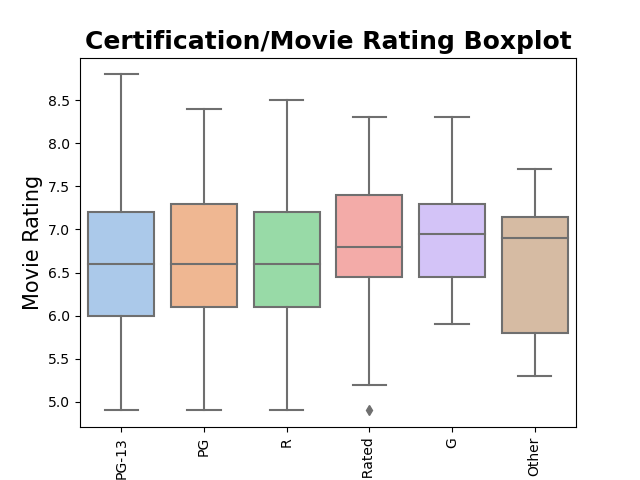 Certification/Movie Rating Boxplot
Movie Rating
8.5
8.0
7.5
7.0
6.5
6.0
5.5
5.0
PG-13
PG
R
Rated
G
Other